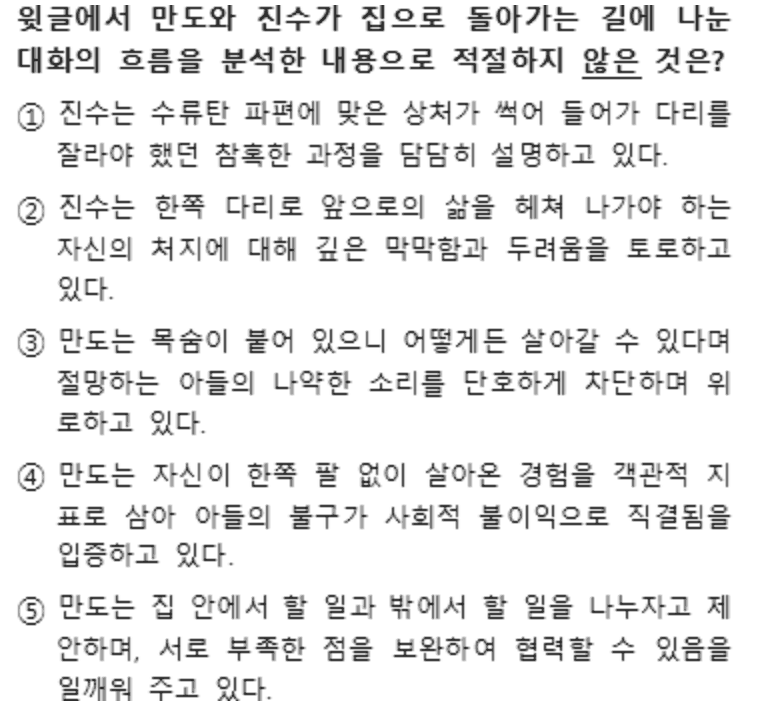 윗글에서 만도와 진수가 집으로 돌아가는 길에 나눈
대화의 흐름을 분석한 내용으로 적절하지 않은 것은?
① 진수는 수류탄 파편에 맞은 상처가 썩어 들어가 다리를
잘라야 했던 참혹한 과정을 담담히 설명하고 있다.
② 진수는 한쪽 다리로 앞으로의 삶을 헤쳐 나가야 하는
자신의 처지에 대해 깊은 막막함과 두려움을 토로하고
있다.
③ 만도는 목숨이 붙어 있으니 어떻게든 살아갈 수 있다며
절망하는 아들의 나약한 소리를 단호하게 차단하며 위
로하고 있다.
④ 만도는 자신이 한쪽 팔 없이 살아온 경험을 객관적 지
표로 삼아 아들의 불구가 사회적 불이익으로 직결됨을
입증하고 있다.
⑤ 만도는 집 안에서 할 일과 밖에서 할 일을 나누자고 제
안하며, 서로 부족한 점을 보완하여 협력할 수 있음을
일깨워 주고 있다.